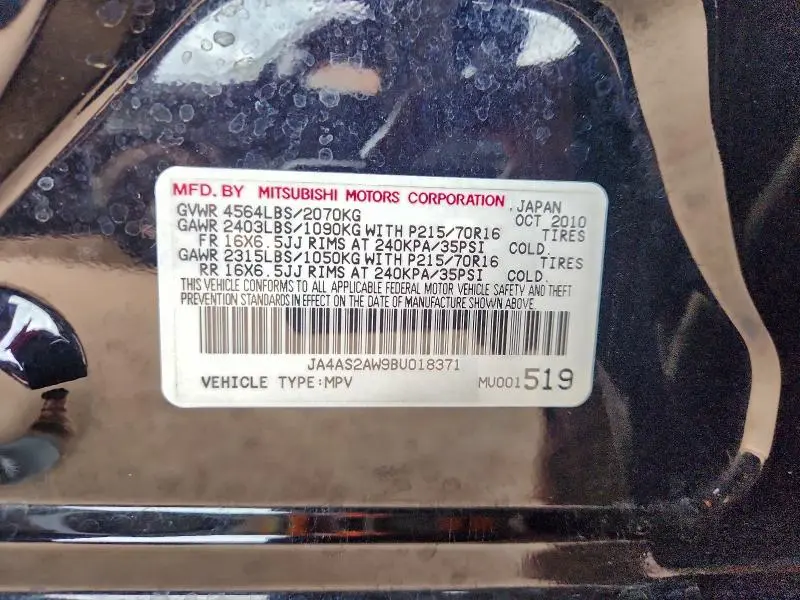 MFD. BY MITSUBISHI MOTORS CORPORATION , JAPAN
GVWR 4564LBS/2070KG OCT 2010
GAWR 2403LBS/1090KG WITH P215/70R16 TIRES
FR 16X6.5JJ RIMS AT 240KPA/35PSI COLD.
GAWR 2315LBS/1050KG WITH P215/70R16 TIRES
RR 16X6.5JJ RIMS AT 240KPA/35PSI COLD.
THIS VEHICLE CONFORMS TO ALL APPLICABLE FEDERAL MOTOR VEHICLE SAFETY AND THEFT
PREVENTION STANDARDS IN EFFECT ON THE DATE OF MANUFACTURE SHOWN ABOVE.
JA4AS2AW9BU018371
VEHICLE TYPE:MPV MU001519